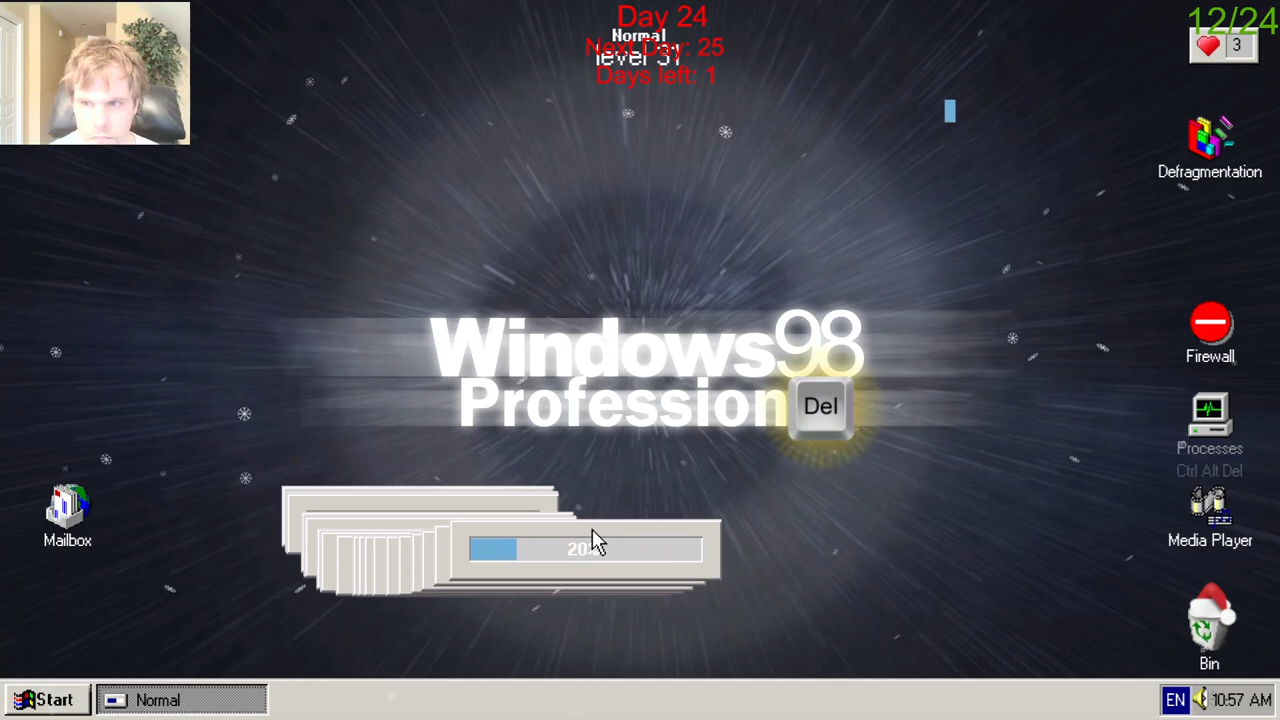 Day 24
12/24
Normal
Next Day: 25
level 37
Days left: 1
3
Defragmentation
Windows98
Profession
Del
Firewall
Processes
Ctrl Alt Del
Mailbox
Media Player
Bin
Start
Normal
EN
10:57 AM